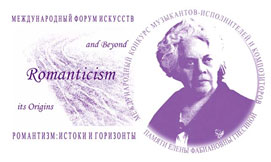 МЕЖДУНАРОДНЫЙ ФОРУМ ИСКУССТВ
and Beyond
Romanticism
its Origins
РОМАНТИЗМ: ИСТОКИ И ГОРИЗОНТЫ
МЕЖДУНАРОДНЫЙ КОНКУРС МУЗЫКАНТОВ-ИСПОЛНИТЕЛЕЙ И КОМПОЗИТОРОВ
ПАМЯТИ ЕЛЕНЫ ФАБИАНОВНЫ ГНЕСИНОЙ